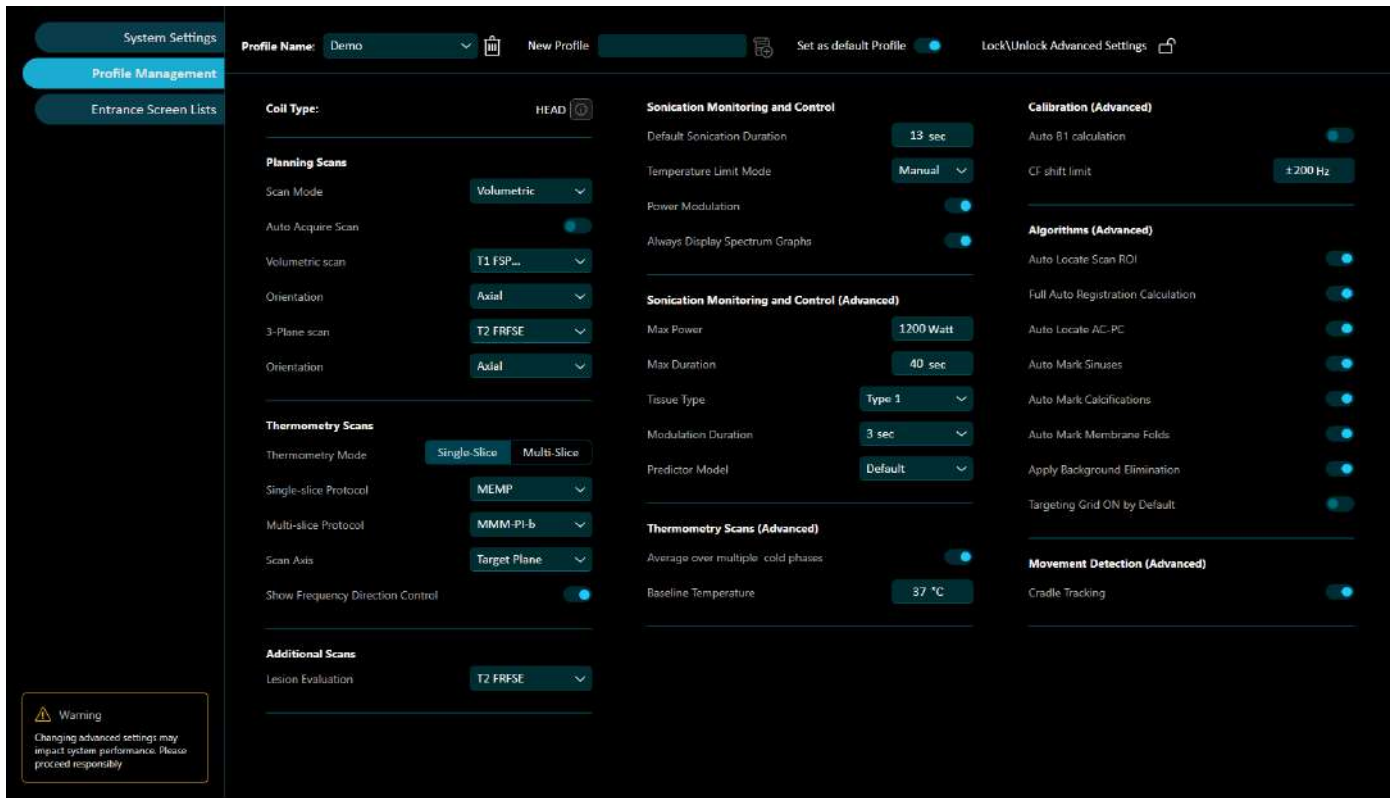 System Settings
Profile Management
Entrance Screen Lists
Profile Name: Demo
New Profile
Set as default Profile
Lock\Unlock Advanced Settings
Coil Type: HEAD
Planning Scans
Scan Mode Volumetric
Auto Acquire Scan
Volumetric scan T1 FSP...
Orientation Axial
3-Plane scan T2 FRFSE
Orientation Axial
Thermometry Scans
Thermometry Mode Single-Slice Multi-Slice
Single-slice Protocol MEMP
Multi-slice Protocol MMM-PI-b
Scan Axis Target Plane
Show Frequency Direction Control
Additional Scans
Lesion Evaluation T2 FRFSE
Sonication Monitoring and Control
Default Sonication Duration 13 sec
Temperature Limit Mode Manual
Power Modulation
Always Display Spectrum Graphs
Sonication Monitoring and Control (Advanced)
Max Power 1200 Watt
Max Duration 40 sec
Tissue Type Type 1
Modulation Duration 3 sec
Predictor Model Default
Thermometry Scans (Advanced)
Average over multiple cold phases
Baseline Temperature 37 °C
Calibration (Advanced)
Auto B1 calculation
CF shift limit ±200 Hz
Algorithms (Advanced)
Auto Locate Scan ROI
Full Auto Registration Calculation
Auto Locate AC-PC
Auto Mark Sinuses
Auto Mark Calcifications
Auto Mark Membrane Folds
Apply Background Elimination
Targeting Grid ON by Default
Movement Detection (Advanced)
Cradle Tracking
Warning
Changing advanced settings may
impact system performance. Please
proceed responsibly